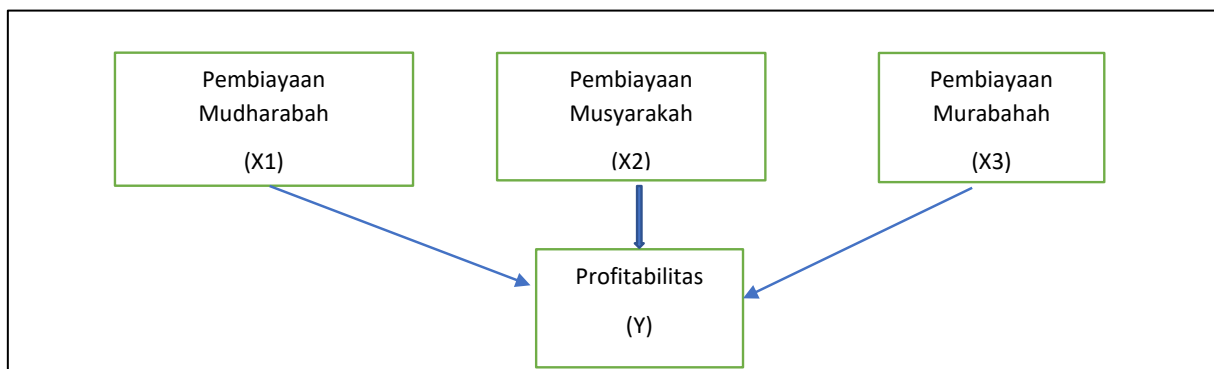 Pembiayaan
Mudharabah
(X1)
Pembiayaan
Musyarakah
(X2)
Pembiayaan
Murabahah
(X3)
Profitabilitas
(Y)